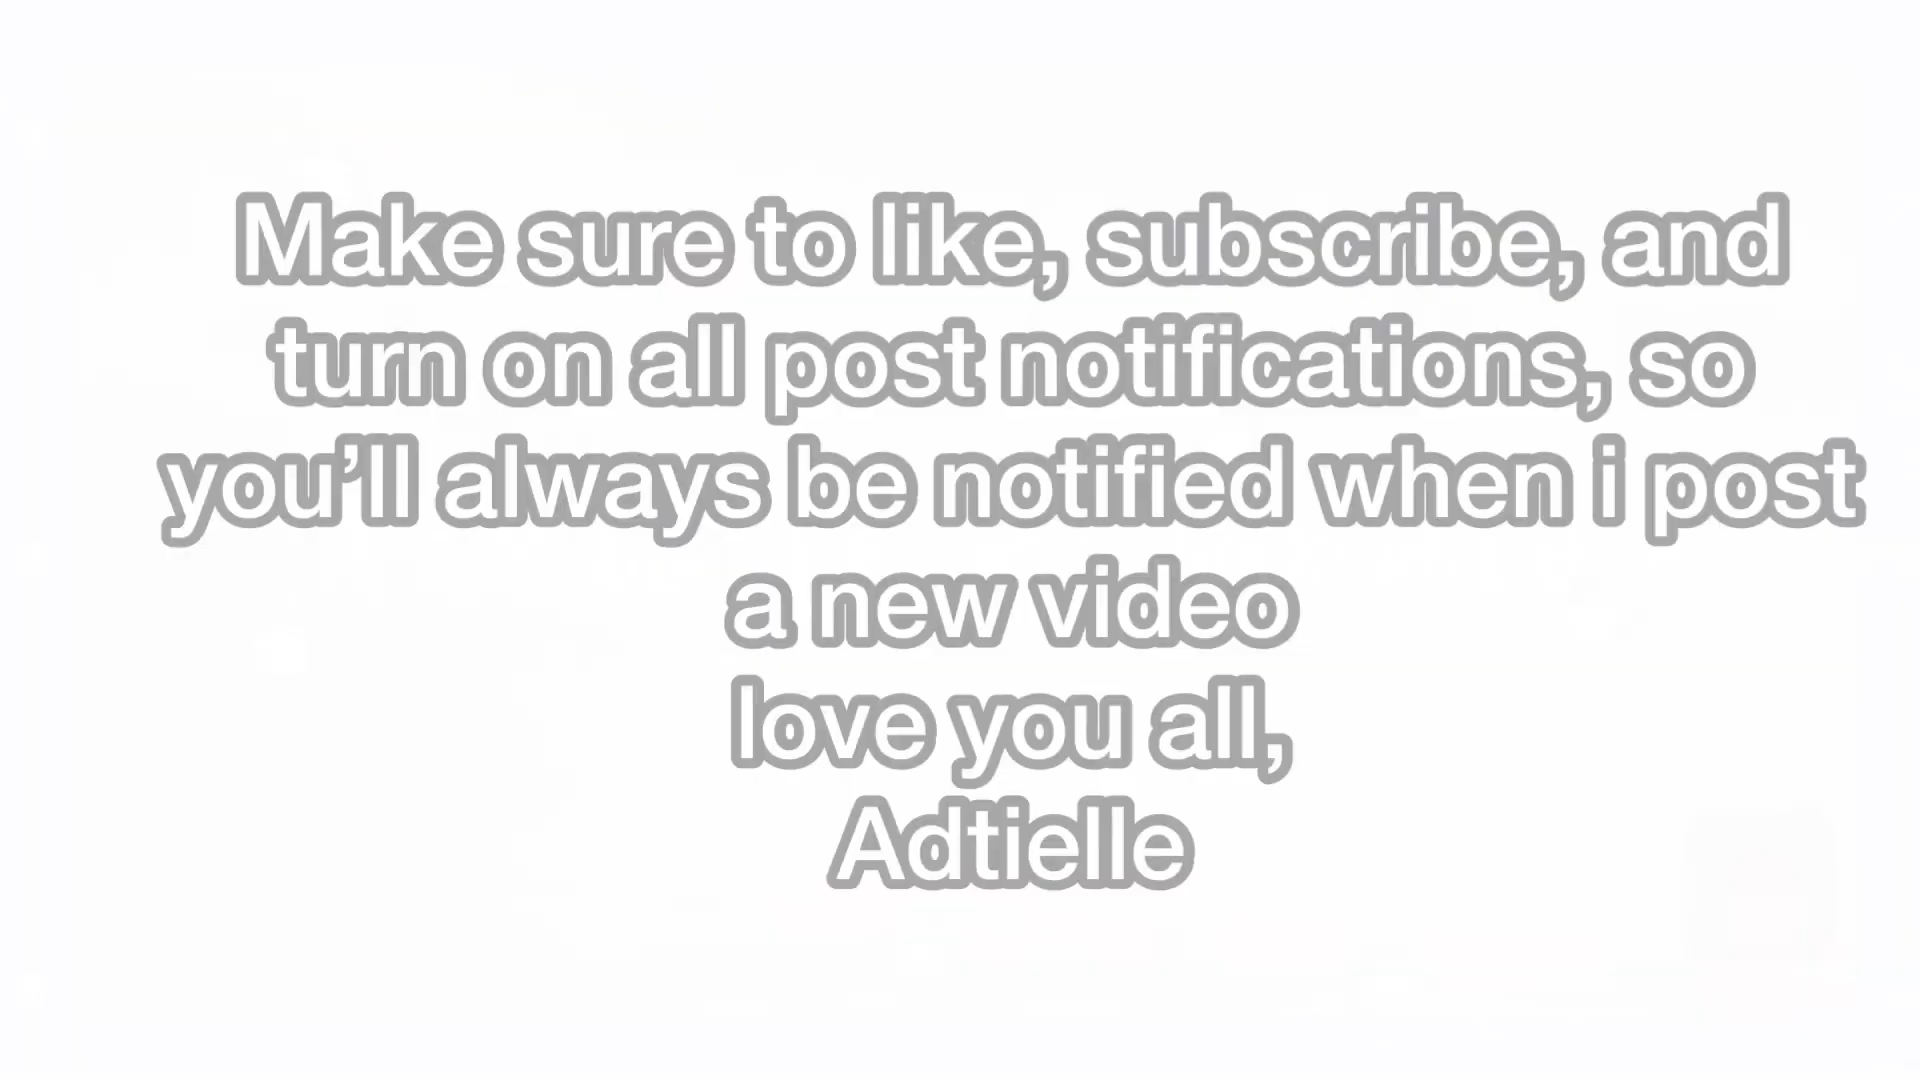 Make sure to like, subscribe, and
turn on all post notifications, so
you’ll always be notified when i post
a new video
love you all,
Adtielle